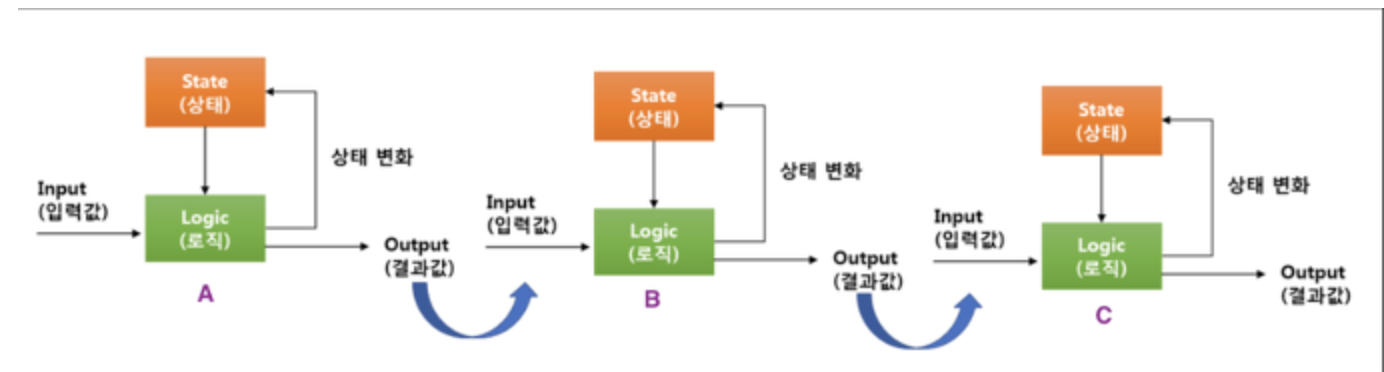 State
(상태)
상태 변화
Input
(입력값)
Logic
(로직)
Output
(결과값)
A
State
(상태)
상태 변화
Input
(입력값)
Logic
(로직)
Output
(결과값)
B
State
(상태)
상태 변화
Input
(입력값)
Logic
(로직)
Output
(결과값)
C